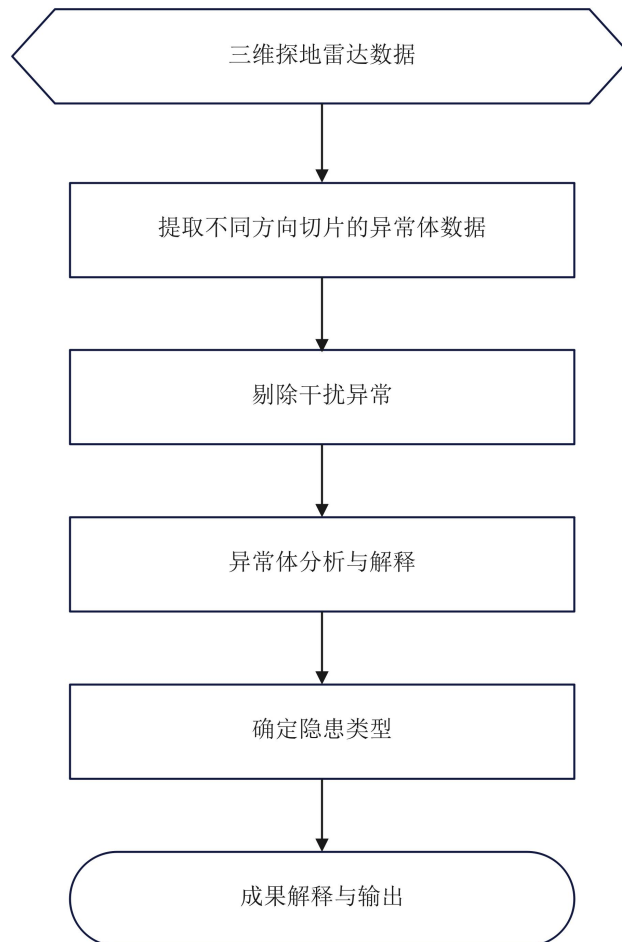 三维探地雷达数据
提取不同方向切片的异常体数据
剔除干扰异常
异常体分析与解释
确定隐患类型
成果解释与输出